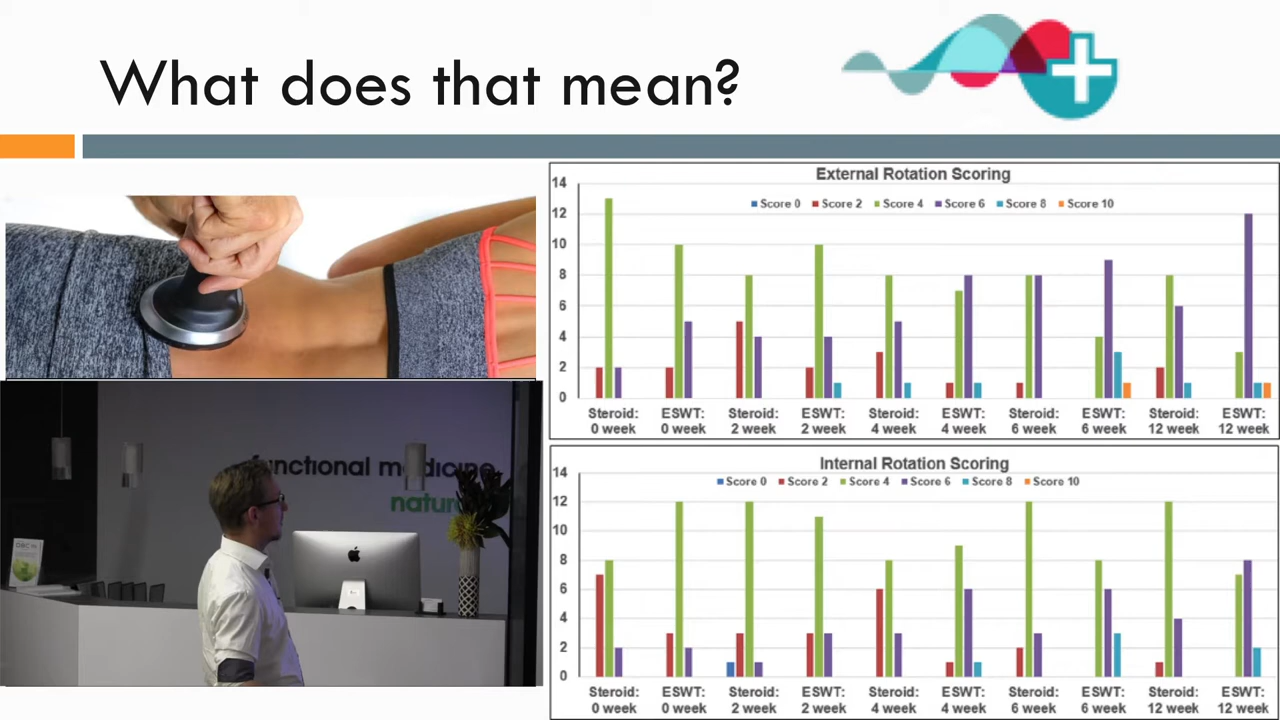 What does that mean?
External Rotation Scoring
14
Score 0 Score 2 Score 4 Score 6 Score 8 Score 10
12
10
8
6
4
2
0
Steroid: ESWT: Steroid: ESWT: Steroid: ESWT: Steroid: ESWT: Steroid: ESWT:
0 week 0 week 2 week 2 week 4 week 4 week 6 week 6 week 12 week 12 week
functional medicine
natur
Internal Rotation Scoring
14
Score 0 Score 2 Score 4 Score 6 Score 8 Score 10
12
10
8
6
4
2
0
Steroid: ESWT: Steroid: ESWT: Steroid: ESWT: Steroid: ESWT: Steroid: ESWT:
0 week 0 week 2 week 2 week 4 week 4 week 6 week 6 week 12 week 12 week